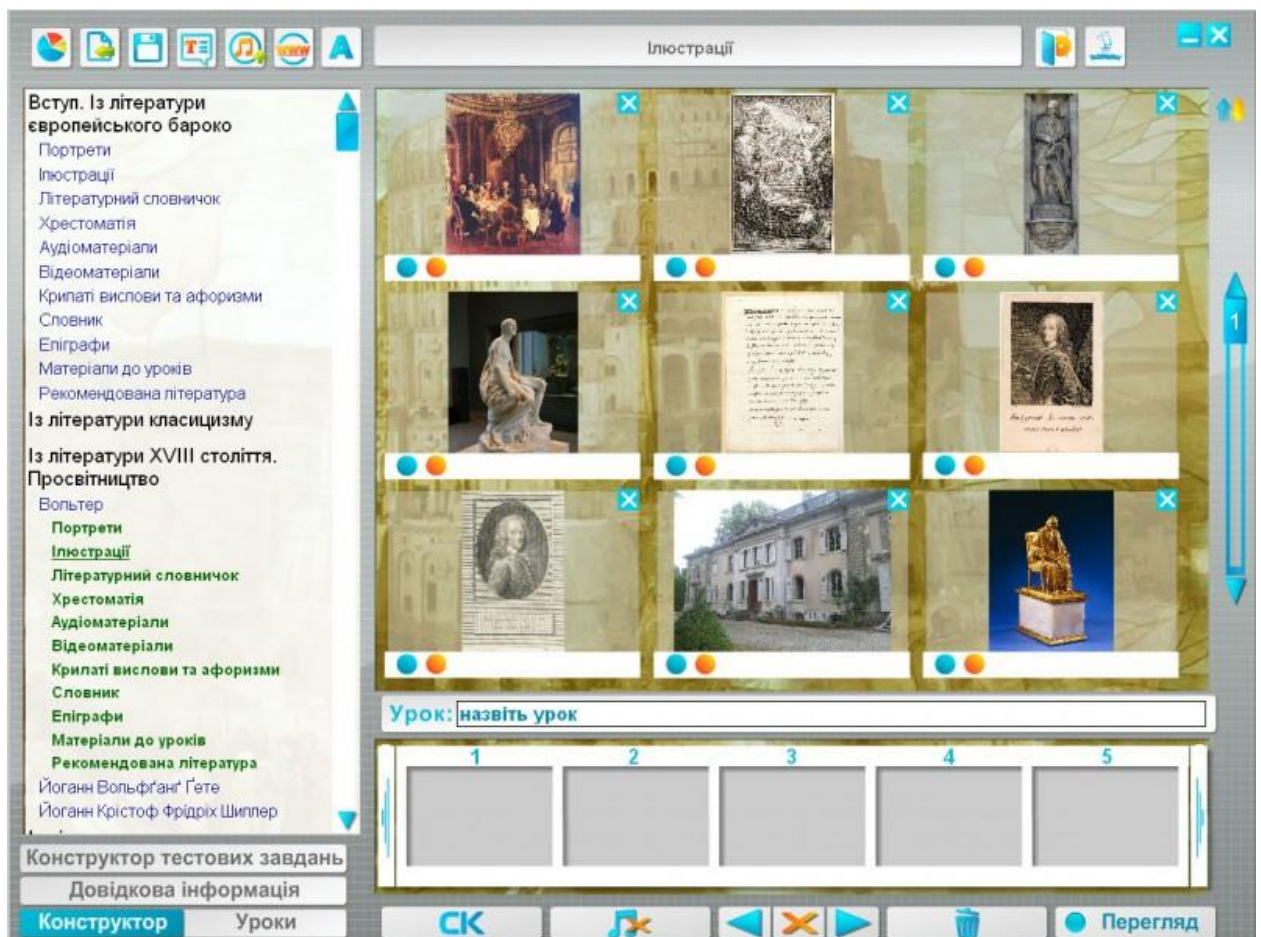 T
WWW
A
Ілюстрації
Вступ. Із літератури
європейського бароко
Портрети
Ілюстрації
Літературний словничок
Хрестоматія
Аудіоматеріали
Відеоматеріали
Крилаті вислови та афоризми
Словник
Епіграфи
Матеріали до уроків
Рекомендована література
Із літератури класицизму
Із літератури XVIII століття.
Просвітництво
Вольтер
Портрети
Ілюстрації
Літературний словничок
Хрестоматія
Аудіоматеріали
Відеоматеріали
Крилаті вислови та афоризми
Словник
Епіграфи
Матеріали до уроків
Рекомендована література
Йоганн Вольфґанґ Ґете
Йоганн Крістоф Фрідріх Шиллер
Конструктор тестових завдань
Довідкова інформація
Конструктор
Уроки
1
Урок: назвіть урок
1 2 3 4 5
СК
Перегляд